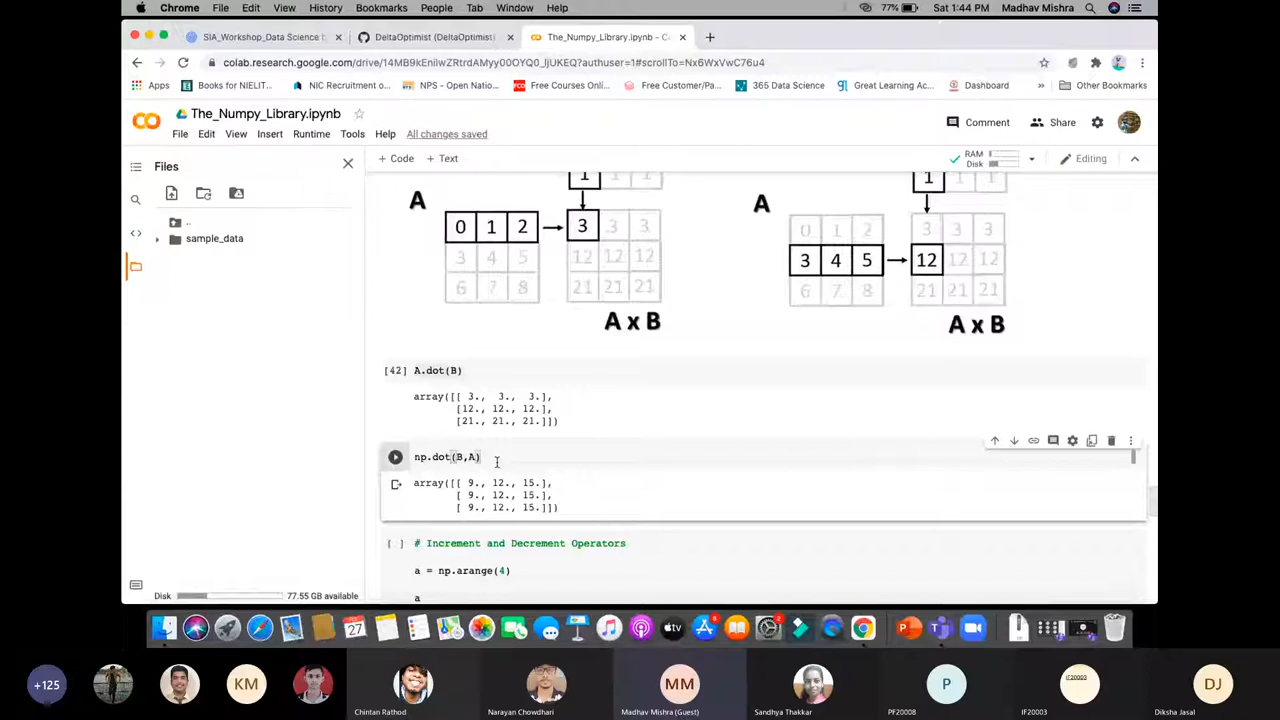 Chrome File Edit View History Bookmarks People Tab Window Help 77% Sat 1:44 PM Madhav Mishra
SIA_Workshop_Data Science b DeltaOptimist (DeltaOptimist) The_Numpy_Library.ipynb - C
colab.research.google.com/drive/14MB9kEniIwZRtrdAMyy00OYQ0_ljUKEQ?authuser=1#scrollTo=Nx6WxVwC76u4
Apps Books for NIELIT... NIC Recruitment o... NPS - Open Natio... Free Courses Onli... Free Customer/Pa... 365 Data Science Great Learning Ac... Dashboard » Other Bookmarks
The_Numpy_Library.ipynb
Comment Share
File Edit View Insert Runtime Tools Help All changes saved
Files
+ Code + Text
RAM
Disk
Editing
..
sample_data
1 1 1
1 1 1
A
A
0 1 2 3 3 3
3 4 5 12 12 12
6 7 8 21 21 21
A x B
0 1 2 3 3 3
3 4 5 12 12 12
6 7 8 21 21 21
A x B
[42] A.dot(B)
array([[ 3., 3., 3.],
[12., 12., 12.],
[21., 21., 21.]])
np.dot(B,A)
array([[ 9., 12., 15.],
[ 9., 12., 15.],
[ 9., 12., 15.]])
[ ] # Increment and Decrement Operators
a = np.arange(4)
a
Disk 77.55 GB available
27
tv
+125
KM
MM
P
DJ
Chintan Rathod Narayan Chowdhari Madhav Mishra (Guest) Sandhya Thakkar PF20008 IF20003 Diksha Jasal